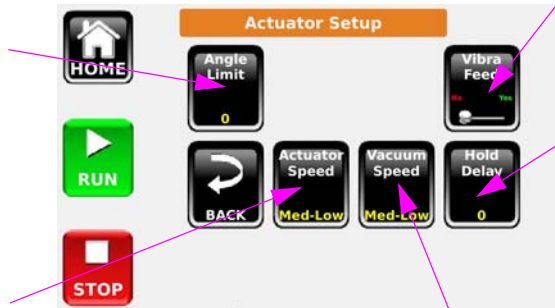 Actuator Setup
HOME
Angle
Limit
0
Vibra
Feed
No Yes
RUN
BACK
Actuator
Speed
Med-Low
Vacuum
Speed
Med-Low
Hold
Delay
0
STOP